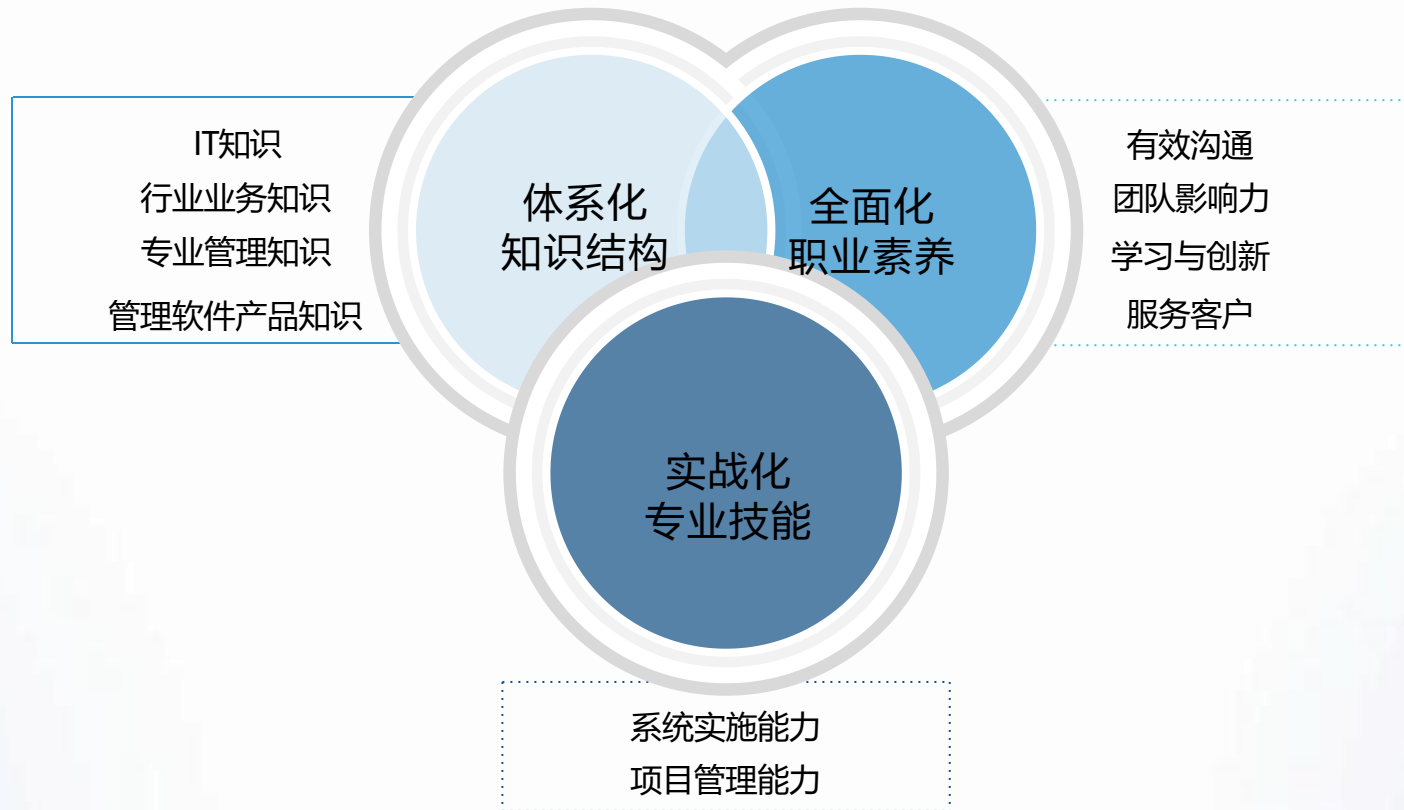 IT知识
行业业务知识
专业管理知识
管理软件产品知识
体系化
知识结构
全面化
职业素养
有效沟通
团队影响力
学习与创新
服务客户
实战化
专业技能
系统实施能力
项目管理能力